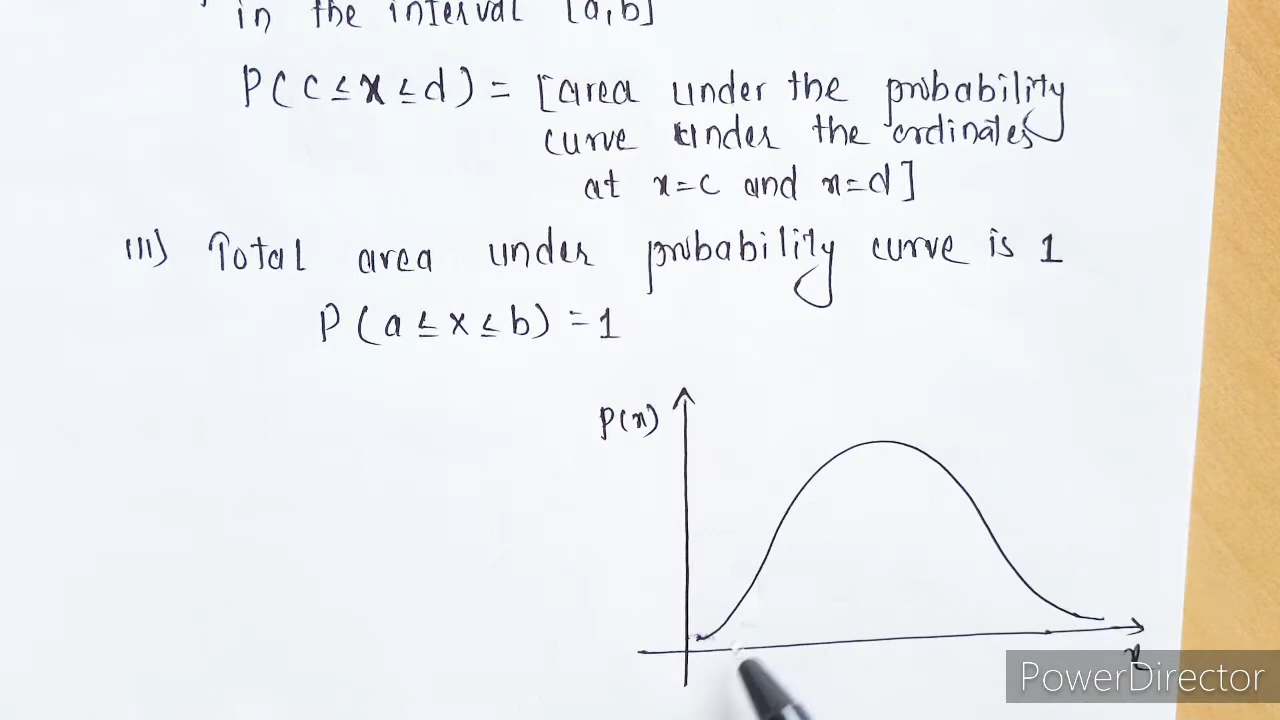 in the interval [a,b]
P(c≤x≤d) = [area under the probability
curve under the ordinates
at x=c and x=d]
III) Total area under probability curve is 1
P(a≤x≤b)=1
P(x)
x
PowerDirector